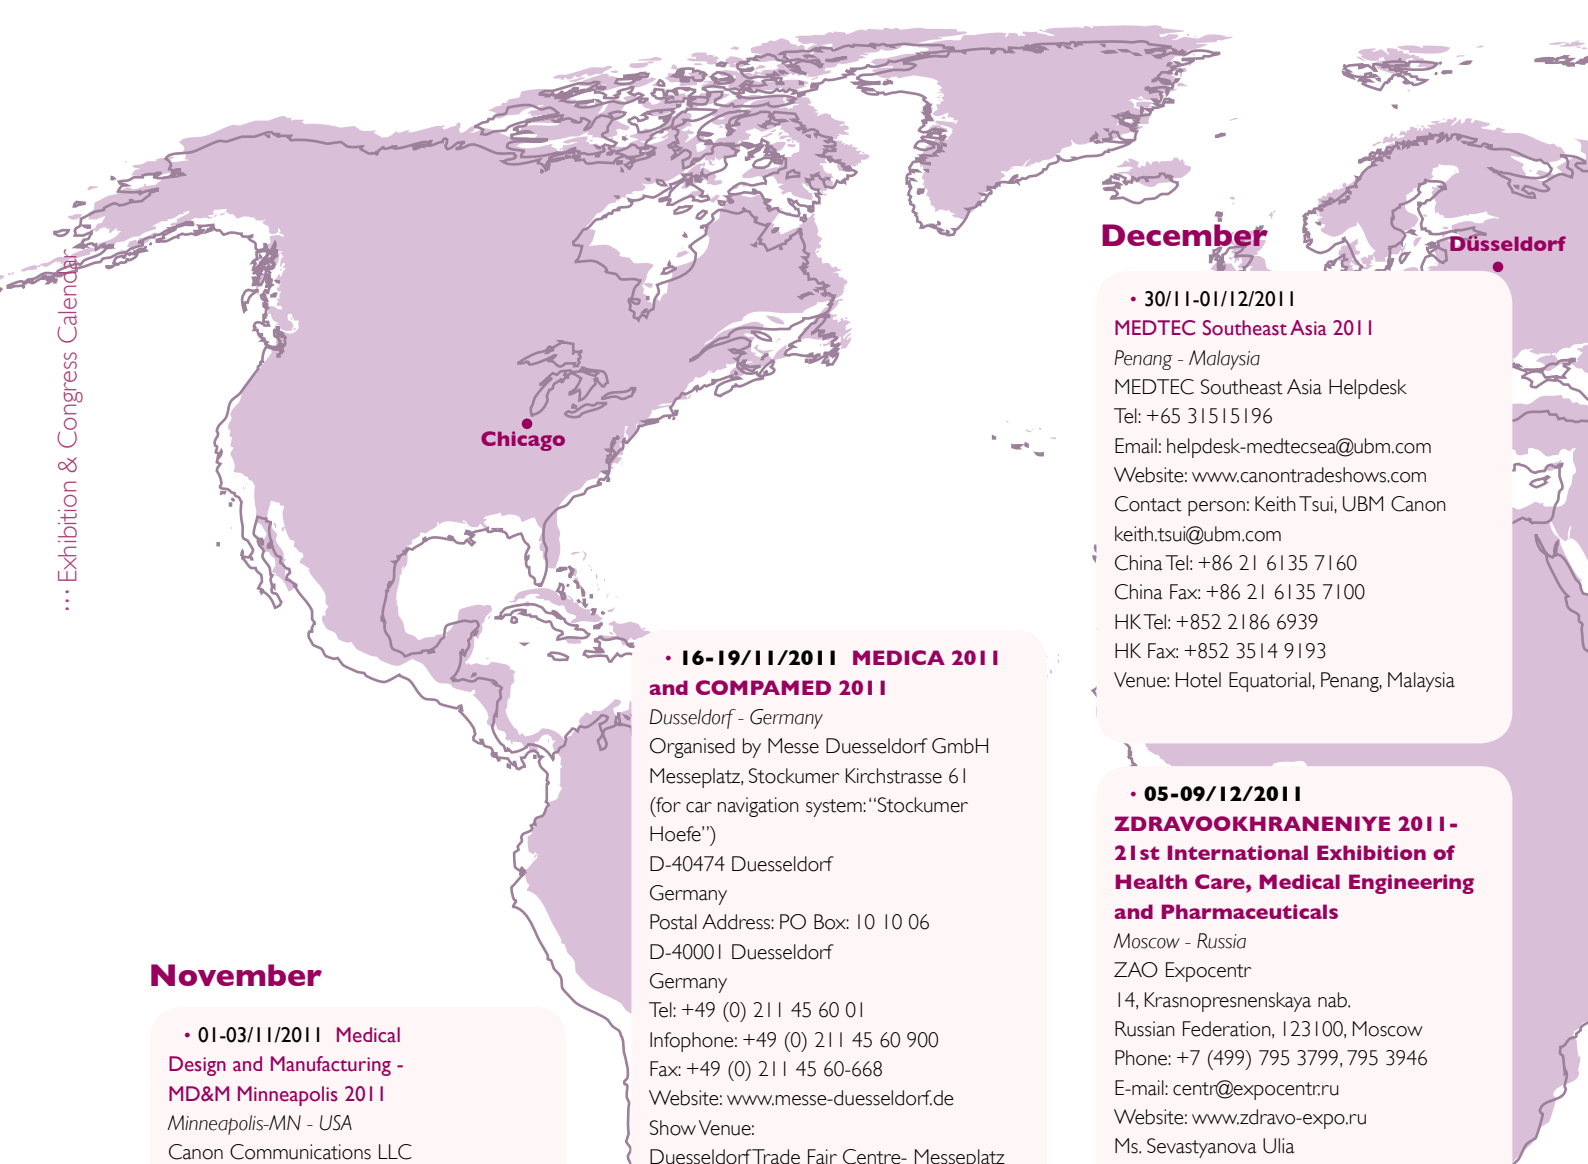 ... Exhibition & Congress Calendar
Chicago
Düsseldorf
November
• 01-03/11/2011 Medical
Design and Manufacturing -
MD&M Minneapolis 2011
Minneapolis-MN - USA
Canon Communications LLC
• 16-19/11/2011 MEDICA 2011
and COMPAMED 2011
Dusseldorf - Germany
Organised by Messe Duesseldorf GmbH
Messeplatz, Stockumer Kirchstrasse 61
(for car navigation system: “Stockumer
Hoefe”)
D-40474 Duesseldorf
Germany
Postal Address: PO Box: 10 10 06
D-40001 Duesseldorf
Germany
Tel: +49 (0) 211 45 60 01
Infophone: +49 (0) 211 45 60 900
Fax: +49 (0) 211 45 60-668
Website: www.messe-duesseldorf.de
Show Venue:
Duesseldorf Trade Fair Centre- Messeplatz
December
• 30/11-01/12/2011
MEDTEC Southeast Asia 2011
Penang - Malaysia
MEDTEC Southeast Asia Helpdesk
Tel: +65 31515196
Email: helpdesk-medtecsea@ubm.com
Website: www.canontradeshows.com
Contact person: Keith Tsui, UBM Canon
keith.tsui@ubm.com
China Tel: +86 21 6135 7160
China Fax: +86 21 6135 7100
HK Tel: +852 2186 6939
HK Fax: +852 3514 9193
Venue: Hotel Equatorial, Penang, Malaysia
• 05-09/12/2011
ZDRAVOOKHRANENIYE 2011-
21st International Exhibition of
Health Care, Medical Engineering
and Pharmaceuticals
Moscow - Russia
ZAO Expocentr
14, Krasnopresnenskaya nab.
Russian Federation, 123100, Moscow
Phone: +7 (499) 795 3799, 795 3946
E-mail: centr@expocentr.ru
Website: www.zdravo-expo.ru
Ms. Sevastyanova Ulia